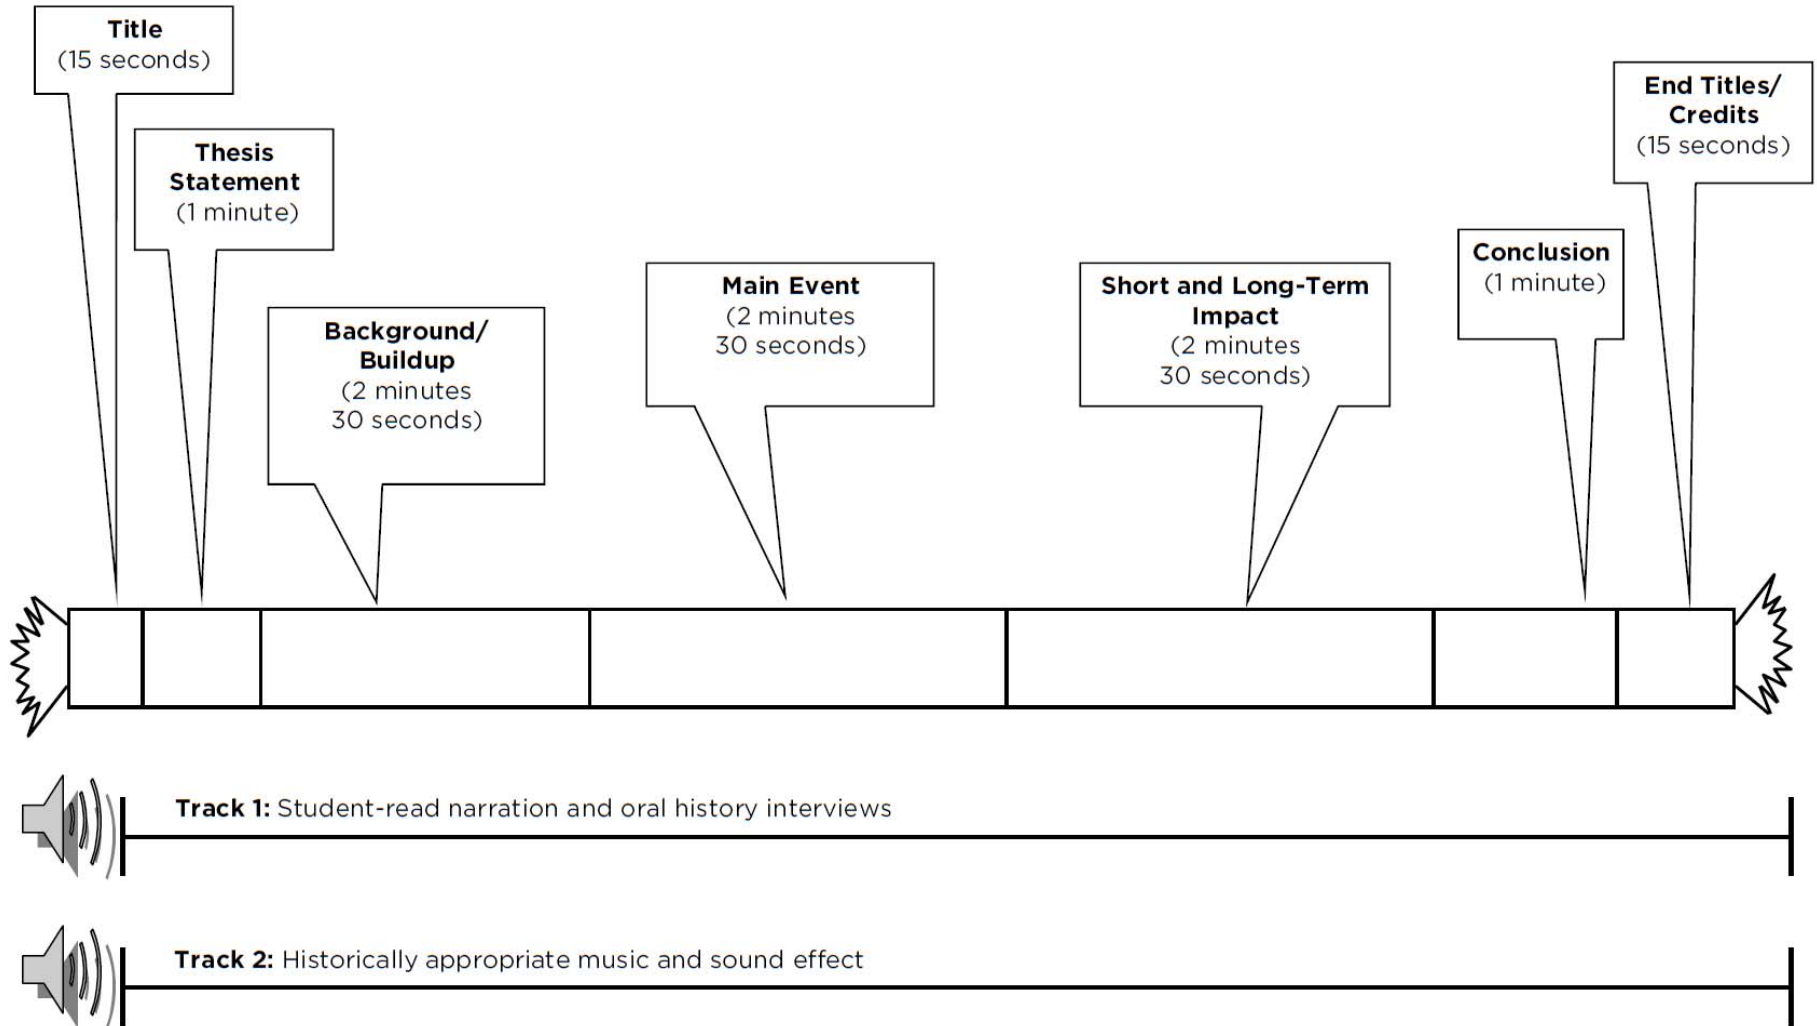 Title
(15 seconds)
Thesis
Statement
(1 minute)
Background/
Buildup
(2 minutes
30 seconds)
Main Event
(2 minutes
30 seconds)
Short and Long-Term
Impact
(2 minutes
30 seconds)
Conclusion
(1 minute)
End Titles/
Credits
(15 seconds)
Track 1: Student-read narration and oral history interviews
Track 2: Historically appropriate music and sound effect